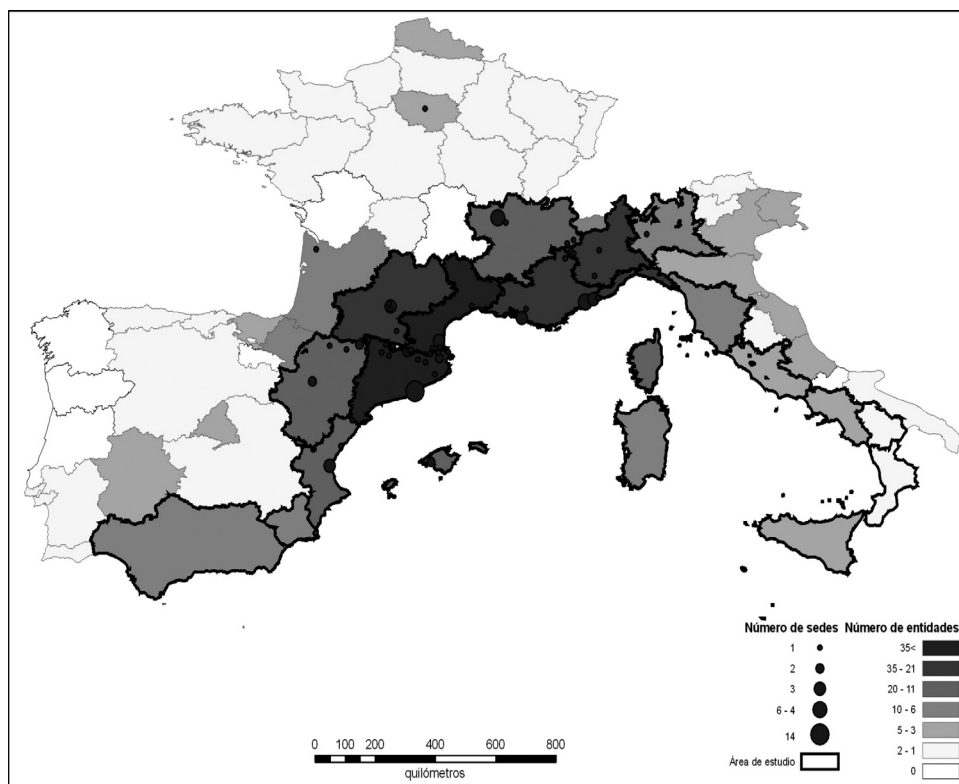 Número de sedes
1
2
3
6 - 4
14
Área de estudio
Número de entidades
35<
35 - 21
20 - 11
10 - 6
5 - 3
2 - 1
0
0 100 200 400 600 800
quilómetros